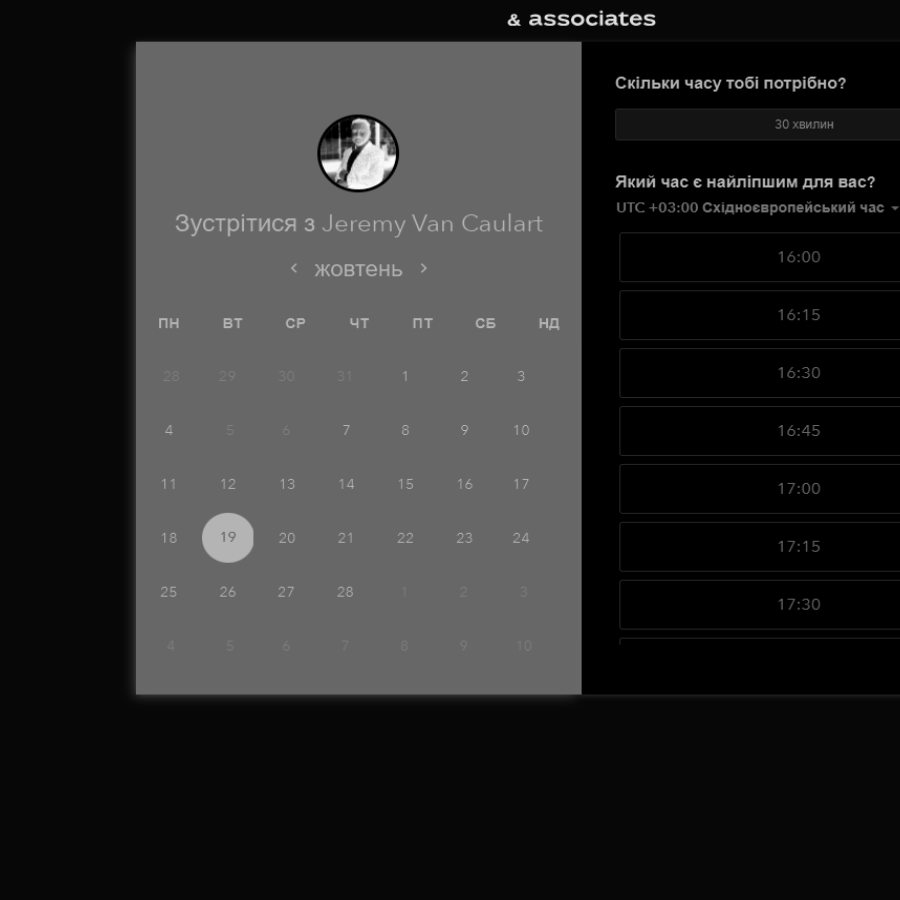 & associates
Зустрітися з Jeremy Van Caulart
жовтень
ПН ВТ СР ЧТ ПТ СБ НД
28 29 30 31 1 2 3
4 5 6 7 8 9 10
11 12 13 14 15 16 17
18 19 20 21 22 23 24
25 26 27 28 1 2 3
4 5 6 7 8 9 10
Скільки часу тобі потрібно?
30 хвилин
Який час є найліпшим для вас?
UTC +03:00 Східноєвропейський час
16:00
16:15
16:30
16:45
17:00
17:15
17:30